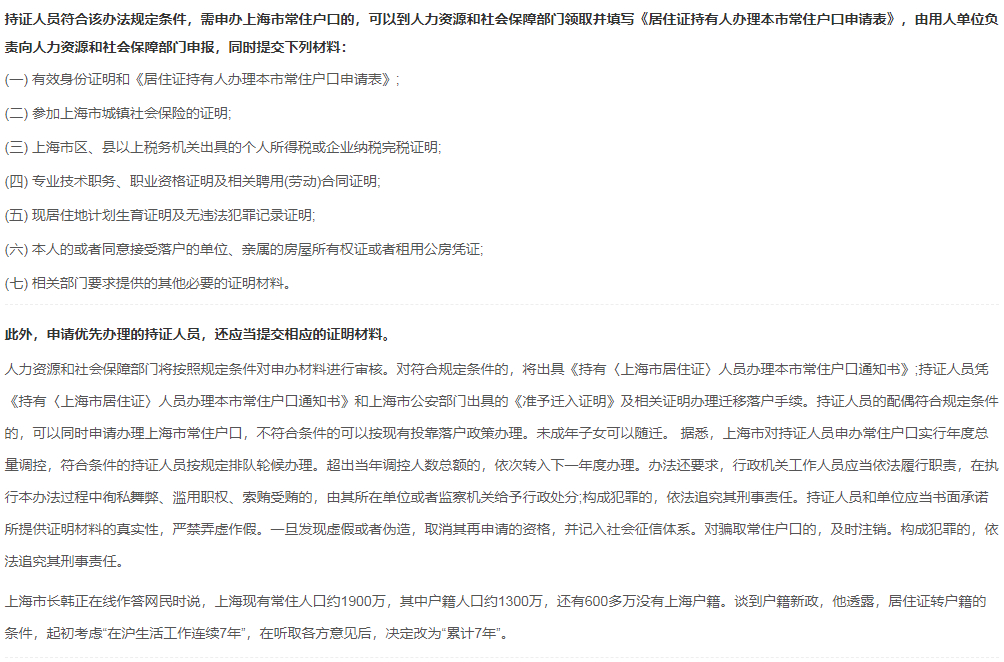 持证人员符合该办法规定条件，需申办上海市常住户口的，可以到人力资源和社会保障部门领取并填写《居住证持有人办理本市常住户口申请表》，由用人单位负
责向人力资源和社会保障部门申报，同时提交下列材料：
(一) 有效身份证明和《居住证持有人办理本市常住户口申请表》;
(二) 参加上海市城镇社会保险的证明;
(三) 上海市区、县以上税务机关出具的个人所得税或企业纳税完税证明;
(四) 专业技术职务、职业资格证明及相关聘用(劳动)合同证明;
(五) 现居住地计划生育证明及无违法犯罪记录证明;
(六) 本人的或者同意接受落户的单位、亲属的房屋所有权证或者租用公房凭证;
(七) 相关部门要求提供的其他必要的证明材料。
此外，申请优先办理的持证人员，还应当提交相应的证明材料。
人力资源和社会保障部门将按照规定条件对申办材料进行审核。对符合规定条件的，将出具《持有〈上海市居住证〉人员办理本市常住户口通知书》;持证人员凭
《持有〈上海市居住证〉人员办理本市常住户口通知书》和上海市公安部门出具的《准予迁入证明》及相关证明办理迁移落户手续。持证人员的配偶符合规定条件
的，可以同时申请办理上海市常住户口，不符合条件的可以按现有投靠落户政策办理。未成年子女可以随迁。 据悉，上海市对持证人员申办常住户口实行年度总
量调控，符合条件的持证人员按规定排队轮候办理。超出当年调控人数总额的，依次转入下一年度办理。办法还要求，行政机关工作人员应当依法履行职责，在执
行本办法过程中徇私舞弊、滥用职权、索贿受贿的，由其所在单位或者监察机关给予行政处分;构成犯罪的，依法追究其刑事责任。持证人员和单位应当书面承诺
所提供证明材料的真实性，严禁弄虚作假。一旦发现虚假或者伪造，取消其再申请的资格，并记入社会征信体系。对骗取常住户口的，及时注销。构成犯罪的，依
法追究其刑事责任。
上海市长韩正在线作答网民时说，上海现有常住人口约1900万，其中户籍人口约1300万，还有600多万没有上海户籍。谈到户籍新政，他透露，居住证转户籍的
条件，起初考虑“在沪生活工作连续7年”，在听取各方意见后，决定改为“累计7年”。